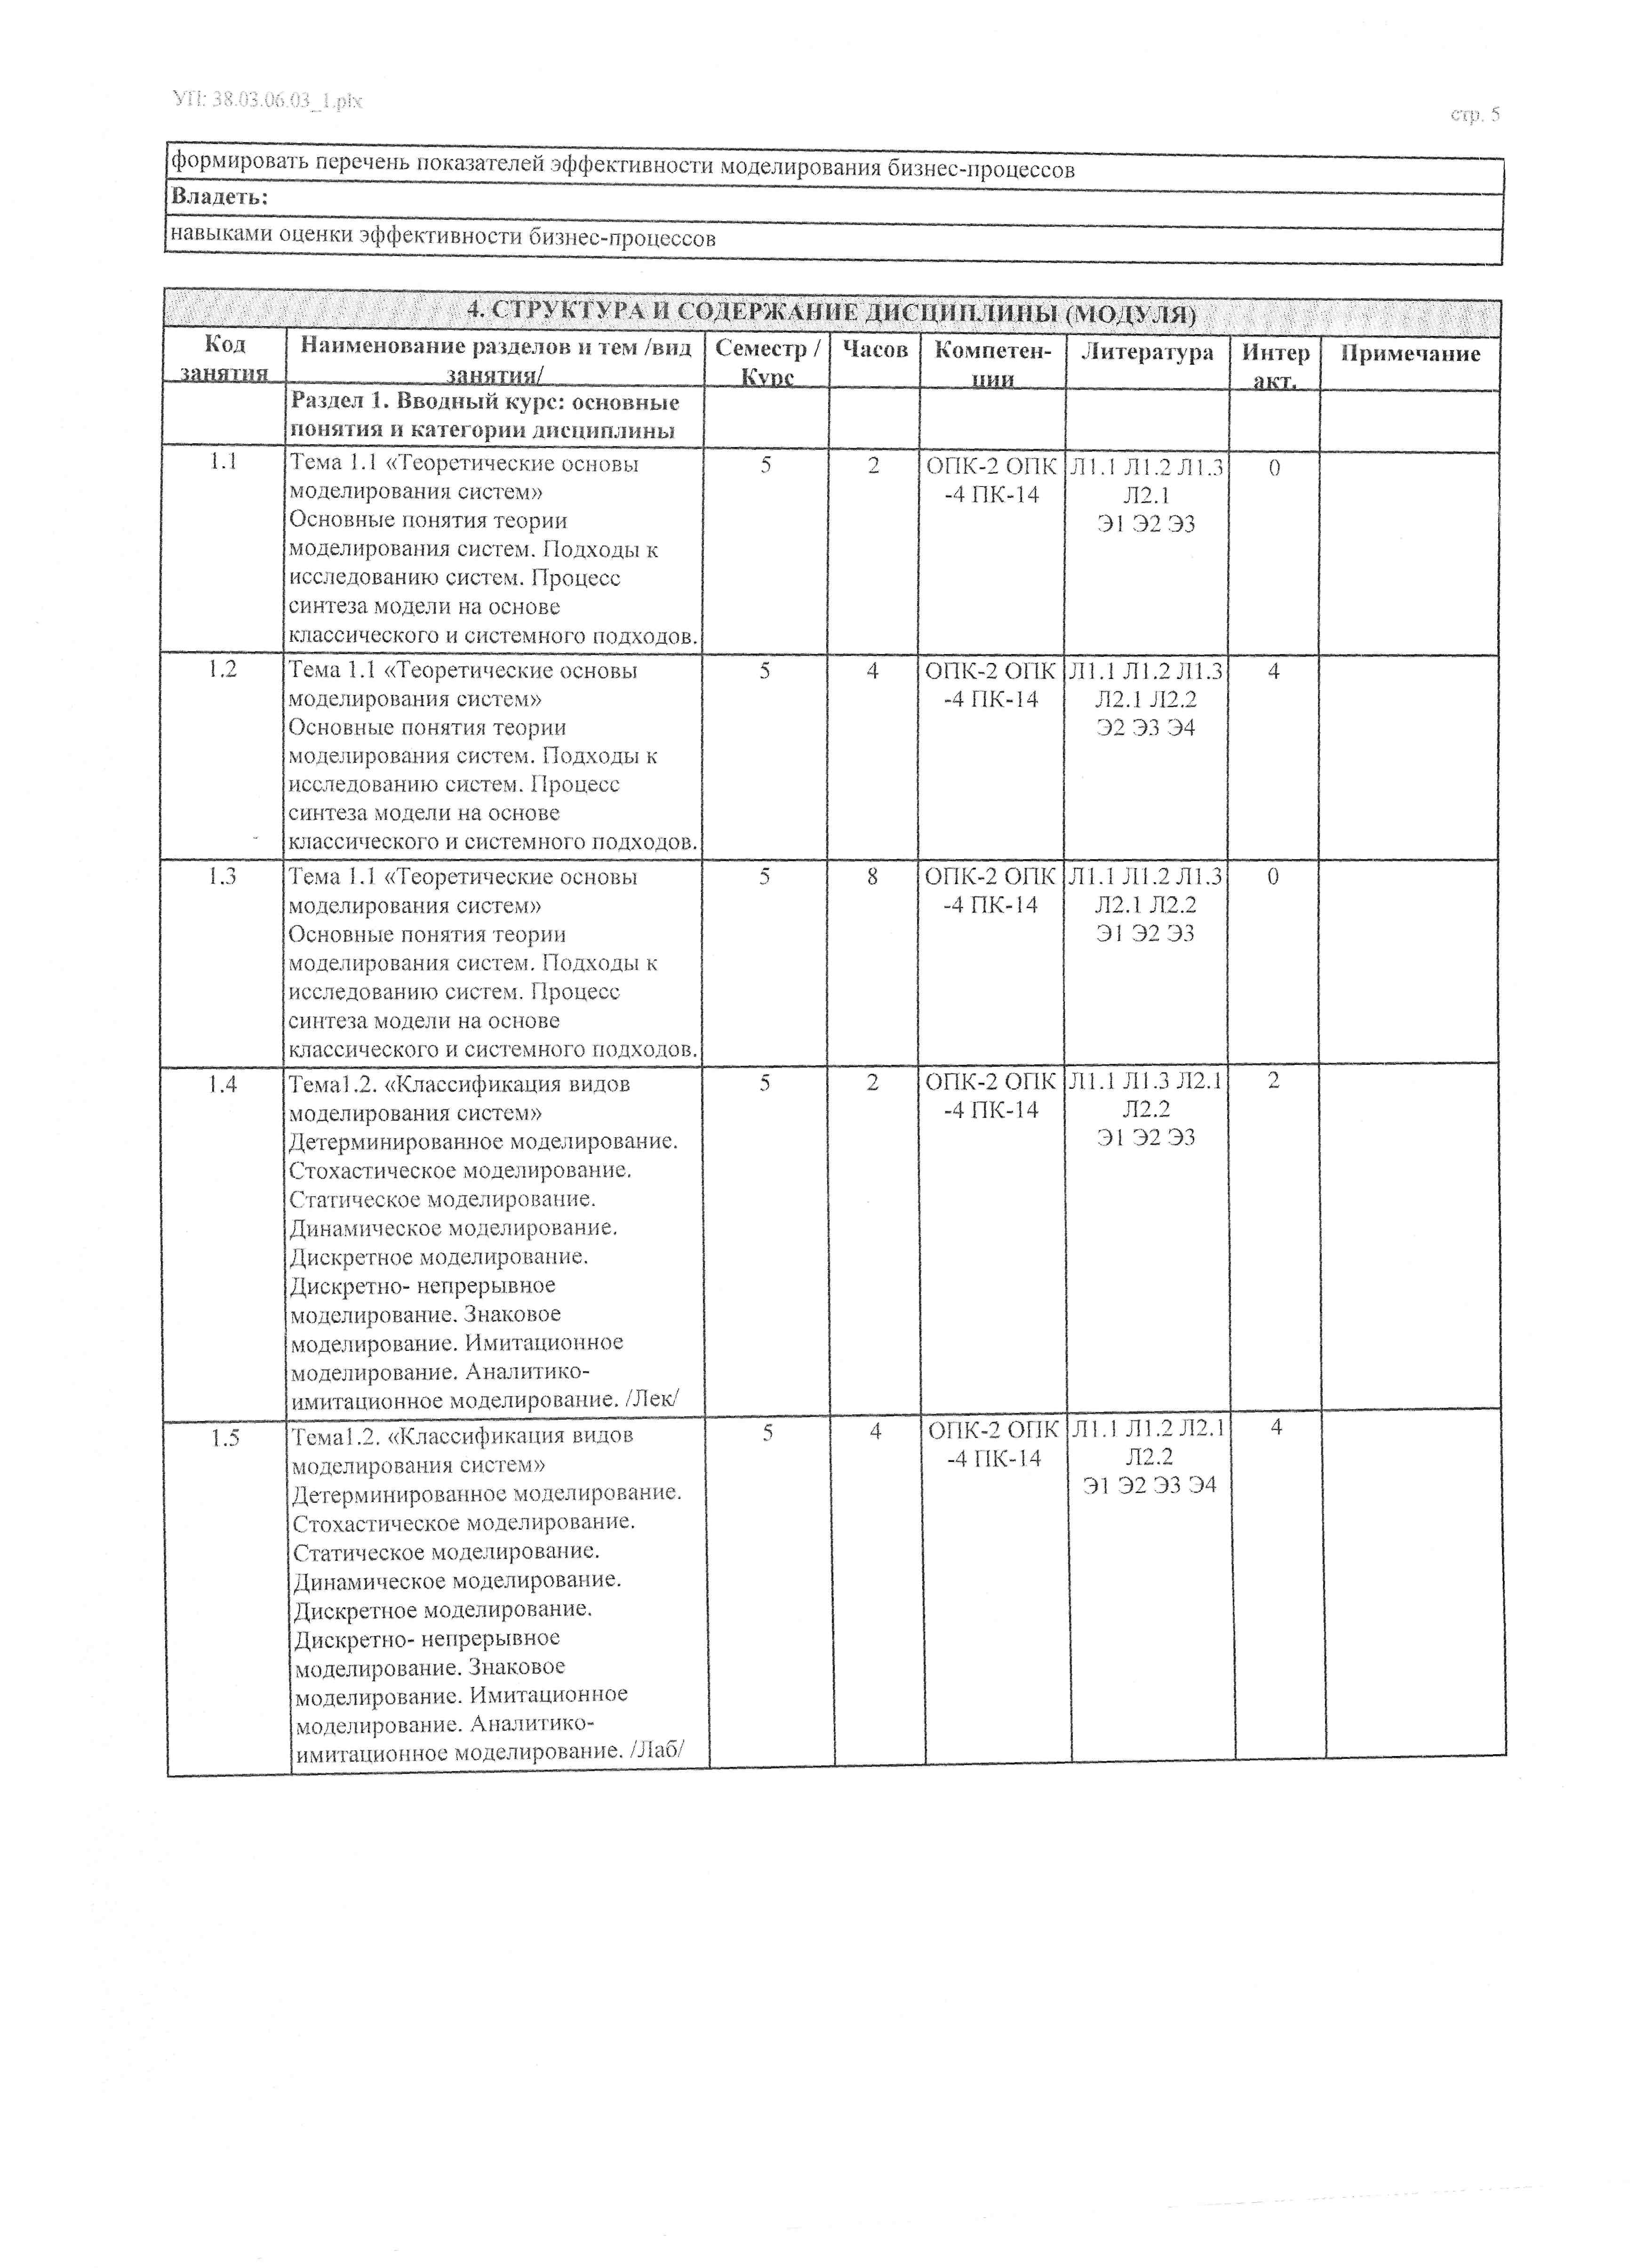 УП: 38.03.06.03_1.plx
стр. 5
формировать перечень показателей эффективности моделирования бизнес-процессов
Владеть:
навыками оценки эффективности бизнес-процессов
4. СТРУКТУРА И СОДЕРЖАНИЕ ДИСЦИПЛИНЫ (МОДУЛЯ)
Код занятия
Наименование разделов и тем /вид занятия/
Семестр / Курс
Часов
Компетен-ции
Литература
Интер акт.
Примечание
Раздел 1. Вводный курс: основные
понятия и категории дисциплины
1.1
Тема 1.1 «Теоретические основы
моделирования систем»
Основные понятия теории
моделирования систем. Подходы к
исследованию систем. Процесс
синтеза модели на основе
классического и системного подходов.
5
2
ОПК-2 ОПК
-4 ПК-14
Л1.1 Л1.2 Л1.3
Л2.1
Э1 Э2 Э3
0
1.2
Тема 1.1 «Теоретические основы
моделирования систем»
Основные понятия теории
моделирования систем. Подходы к
исследованию систем. Процесс
синтеза модели на основе
классического и системного подходов.
5
4
ОПК-2 ОПК
-4 ПК-14
Л1.1 Л1.2 Л1.3
Л2.1 Л2.2
Э2 Э3 Э4
4
1.3
Тема 1.1 «Теоретические основы
моделирования систем»
Основные понятия теории
моделирования систем. Подходы к
исследованию систем. Процесс
синтеза модели на основе
классического и системного подходов.
5
8
ОПК-2 ОПК
-4 ПК-14
Л1.1 Л1.2 Л1.3
Л2.1 Л2.2
Э1 Э2 Э3
0
1.4
Тема1.2. «Классификация видов
моделирования систем»
Детерминированное моделирование.
Стохастическое моделирование.
Статическое моделирование.
Динамическое моделирование.
Дискретное моделирование.
Дискретно- непрерывное
моделирование. Знаковое
моделирование. Имитационное
моделирование. Аналитико-
имитационное моделирование. /Лек/
5
2
ОПК-2 ОПК
-4 ПК-14
Л1.1 Л1.3 Л2.1
Л2.2
Э1 Э2 Э3
2
1.5
Тема1.2. «Классификация видов
моделирования систем»
Детерминированное моделирование.
Стохастическое моделирование.
Статическое моделирование.
Динамическое моделирование.
Дискретное моделирование.
Дискретно- непрерывное
моделирование. Знаковое
моделирование. Имитационное
моделирование. Аналитико-
имитационное моделирование. /Лаб/
5
4
ОПК-2 ОПК
-4 ПК-14
Л1.1 Л1.2 Л2.1
Л2.2
Э1 Э2 Э3 Э4
4